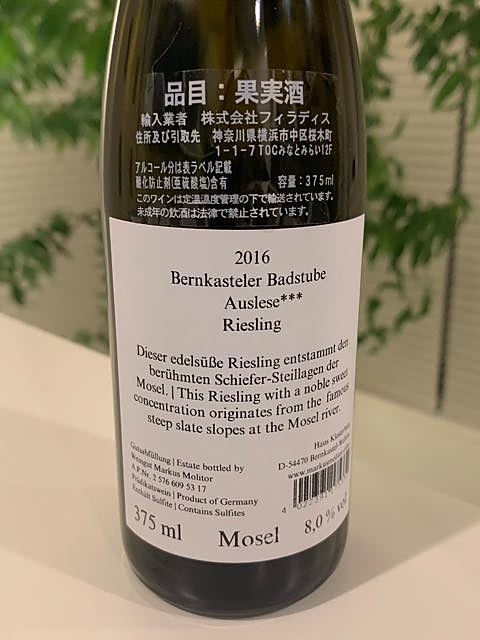 品目：果実酒
輸入業者 株式会社フィラディス
住所及び引取先 神奈川県横浜市中区桜木町
1-1-7TOCみなとみらい12F
アルコール分は表ラベル記載
酸化防止剤(亜硫酸塩)含有 容量：375ml
このワインは定温温度管理の下で輸送されています。
未成年の飲酒は法律で禁止されています。
2016
Bernkasteler Badstube
Auslese***
Riesling
Dieser edelsüße Riesling entstammt den
berühmten Schiefer-Steillagen der
Mosel. | This Riesling with a noble sweet
concentration originates from the famous
steep slate slopes at the Mosel river.
Gutsabfüllung | Estate bottled by
Weingut Markus Molitor
A.P.Nr. 2 576 609 53 17
Prädikatswein | Product of Germany
Enthält Sulfite | Contains Sulfites
Haus
D-54470 Bernkastel-
375 ml
Mosel
8,0 % vol